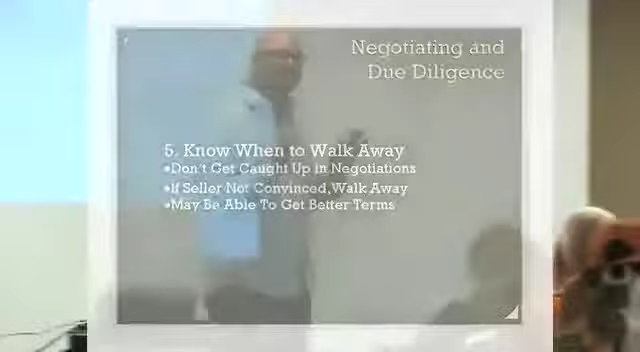 Negotiating and
Due Diligence
5. Know When to Walk Away
•Don't Get Caught Up in Negotiations
•If Seller Not Convinced, Walk Away
•May Be Able To Get Better Terms